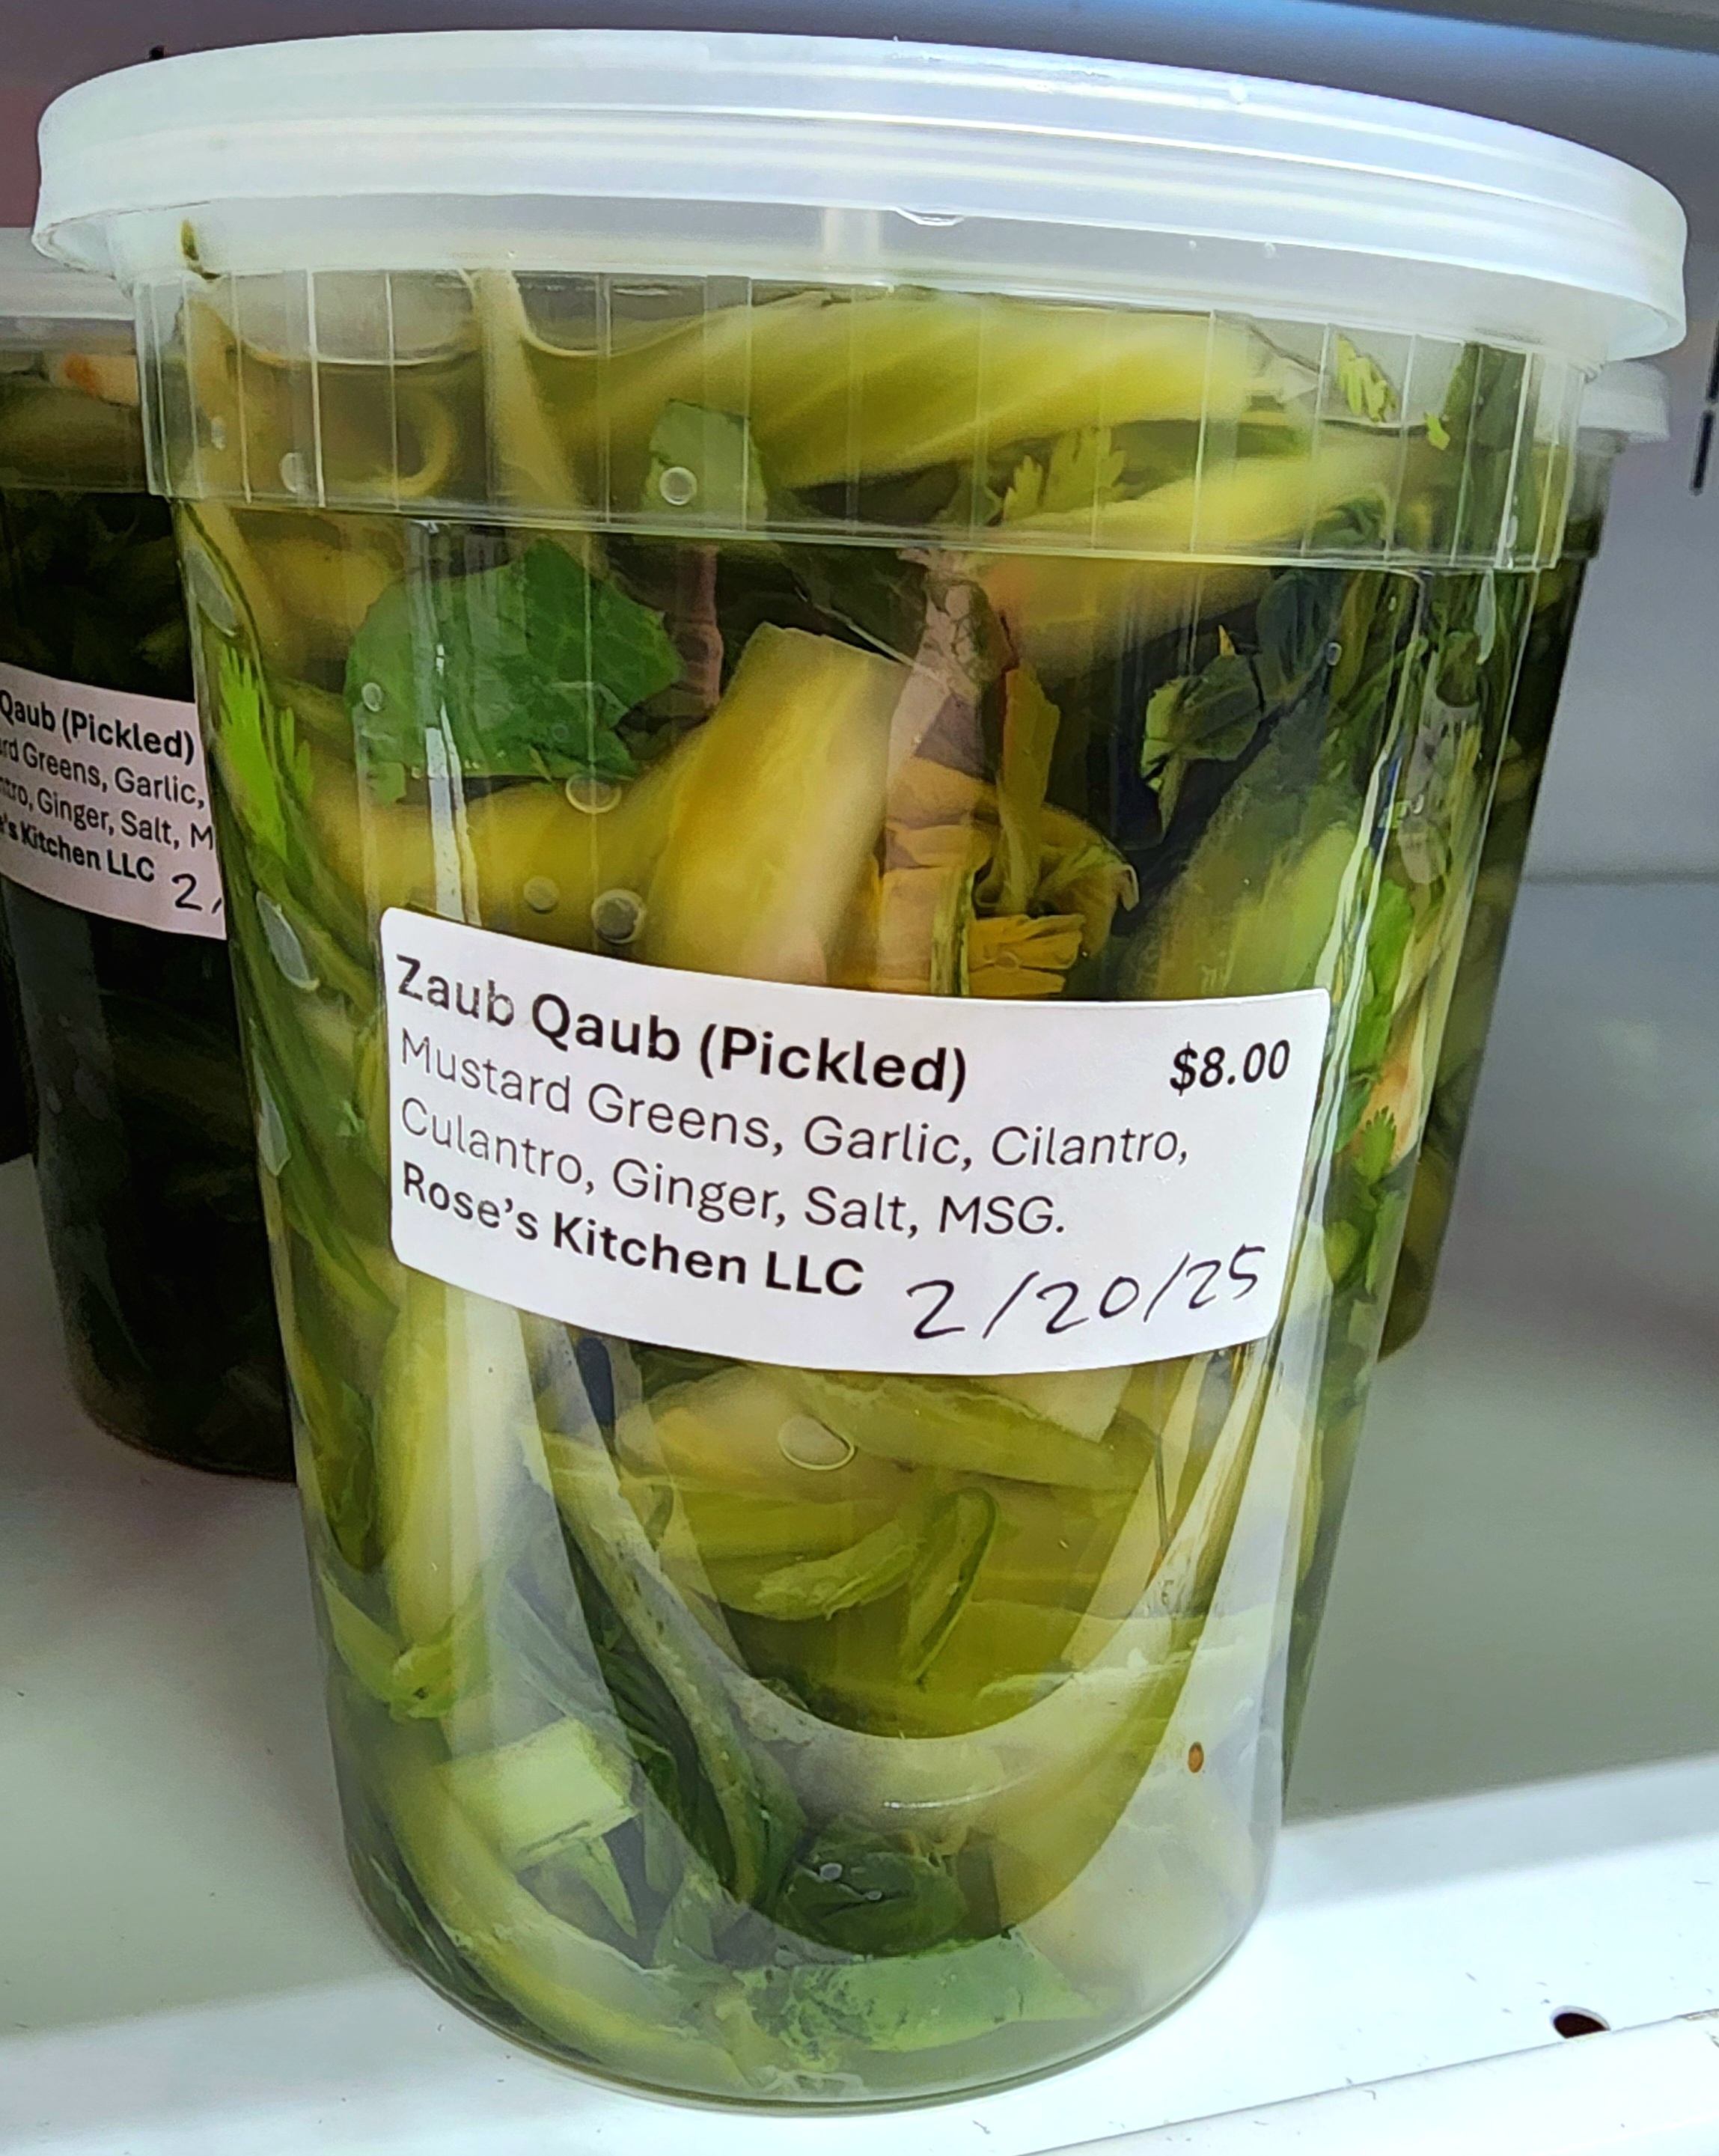 Zaub Qaub (Pickled) $8.00
Mustard Greens, Garlic, Cilantro,
Culantro, Ginger, Salt, MSG.
Rose's Kitchen LLC 2/20/25
Qaub (Pickled)
Greens, Garlic,
Ginger, Salt, M
Kitchen LLC 2/